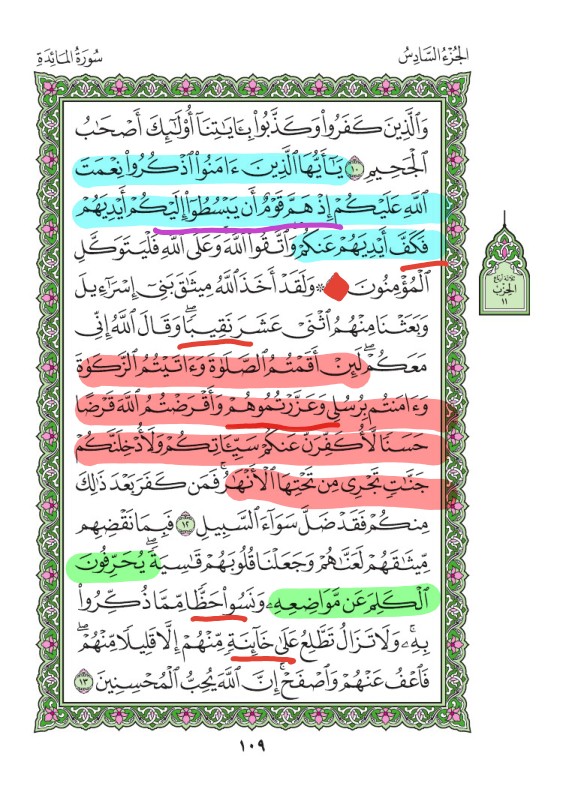 الجُزْءُ السَّادِسُ
سُورَةُ المَائِدَةِ
وَٱلَّذِينَ كَفَرُواْ وَكَذَّبُواْ بِـَٔايَٰتِنَآ أُوْلَٰٓئِكَ أَصْحَٰبُ
ٱلْجَحِيمِ ١٠ يَٰٓأَيُّهَا ٱلَّذِينَ ءَامَنُواْ ٱذْكُرُواْ نِعْمَتَ
ٱللَّهِ عَلَيْكُمْ إِذْ هَمَّ قَوْمٌ أَن يَبْسُطُوٓاْ إِلَيْكُمْ أَيْدِيَهُمْ
فَكَفَّ أَيْدِيَهُمْ عَنكُمْ وَٱتَّقُواْ ٱللَّهَ وَعَلَى ٱللَّهِ فَلْيَتَوَكَّلِ
ٱلْمُؤْمِنُونَ ۞ وَلَقَدْ أَخَذَ ٱللَّهُ مِيثَٰقَ بَنِيٓ إِسْرَٰٓءِيلَ
وَبَعَثْنَا مِنْهُمُ ٱثْنَيْ عَشَرَ نَقِيبًاۖ وَقَالَ ٱللَّهُ إِنِّي
مَعَكُمْۖ لَئِنْ أَقَمْتُمُ ٱلصَّلَوٰةَ وَءَاتَيْتُمُ ٱلزَّكَوٰةَ
وَءَامَنتُم بِرُسُلِي وَعَزَّرْتُمُوهُمْ وَأَقْرَضْتُمُ ٱللَّهَ قَرْضًا
حَسَنًا لَّأُكَفِّرَنَّ عَنكُمْ سَيِّـَٔاتِكُمْ وَلَأُدْخِلَنَّكُمْ
جَنَّٰتٍ تَجْرِي مِن تَحْتِهَا ٱلْأَنْهَٰرُۚ فَمَن كَفَرَ بَعْدَ ذَٰلِكَ
مِنكُمْ فَقَدْ ضَلَّ سَوَآءَ ٱلسَّبِيلِ ١٢ فَبِمَا نَقْضِهِم
مِّيثَٰقَهُمْ لَعَنَّٰهُمْ وَجَعَلْنَا قُلُوبَهُمْ قَٰسِيَةًۖ يُحَرِّفُونَ
ٱلْكَلِمَ عَن مَّوَاضِعِهِۦ وَنَسُواْ حَظًّا مِّمَّا ذُكِّرُواْ
بِهِۦۚ وَلَا تَزَالُ تَطَّلِعُ عَلَىٰ خَآئِنَةٍ مِّنْهُمْ إِلَّا قَلِيلًا مِّنْهُمْۖ
فَٱعْفُ عَنْهُمْ وَٱصْفَحْۚ إِنَّ ٱللَّهَ يُحِبُّ ٱلْمُحْسِنِينَ ١٣
ثلاثة أرباع
الحِزْب
١١
١٠٩